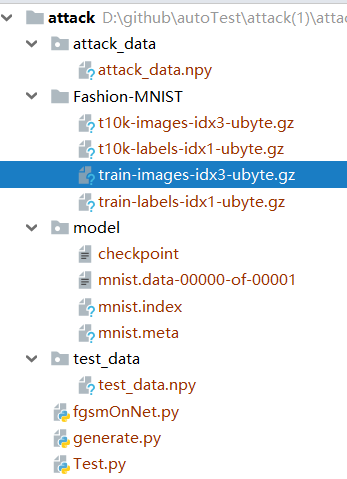 attack D:\github\autoTest\attack(1)\attac
attack_data
attack_data.npy
Fashion-MNIST
t10k-images-idx3-ubyte.gz
t10k-labels-idx1-ubyte.gz
train-images-idx3-ubyte.gz
train-labels-idx1-ubyte.gz
model
checkpoint
mnist.data-00000-of-00001
mnist.index
mnist.meta
test_data
test_data.npy
fgsmOnNet.py
generate.py
Test.py